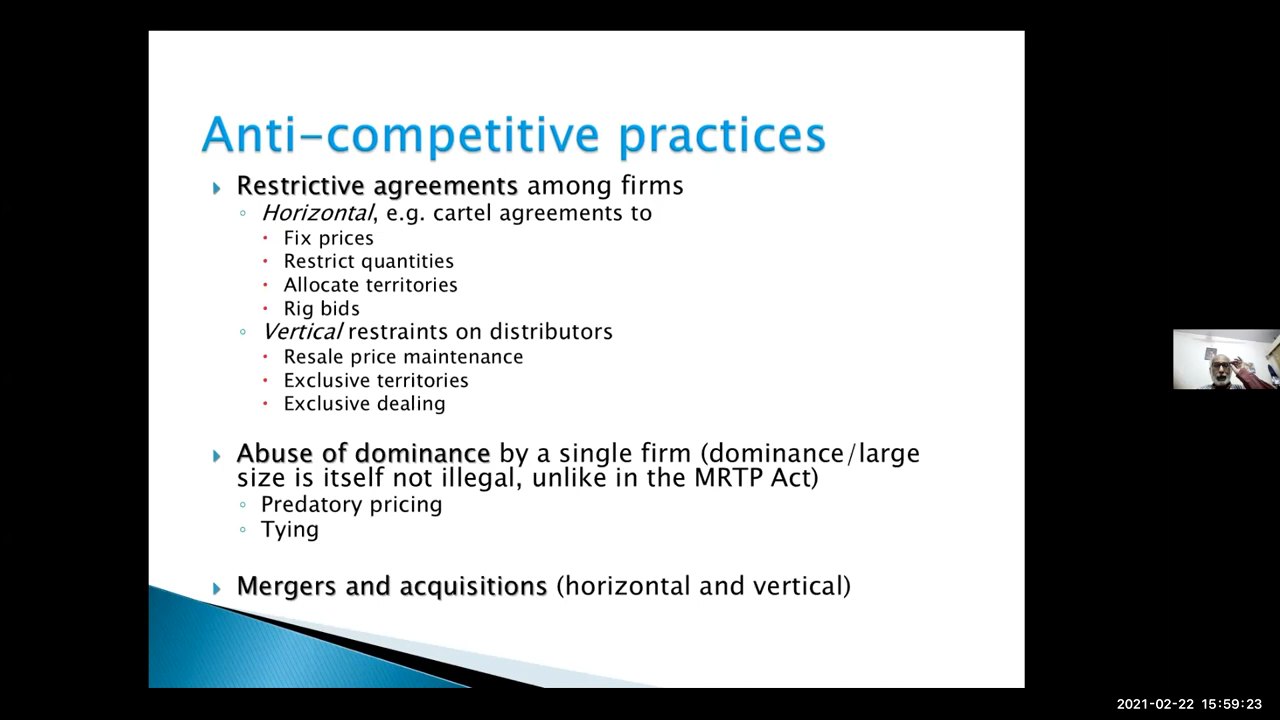 Anti-competitive practices
Restrictive agreements among firms
Horizontal, e.g. cartel agreements to
Fix prices
Restrict quantities
Allocate territories
Rig bids
Vertical restraints on distributors
Resale price maintenance
Exclusive territories
Exclusive dealing
Abuse of dominance by a single firm (dominance/large
size is itself not illegal, unlike in the MRTP Act)
Predatory pricing
Tying
Mergers and acquisitions (horizontal and vertical)
2021-02-22 15:59:23